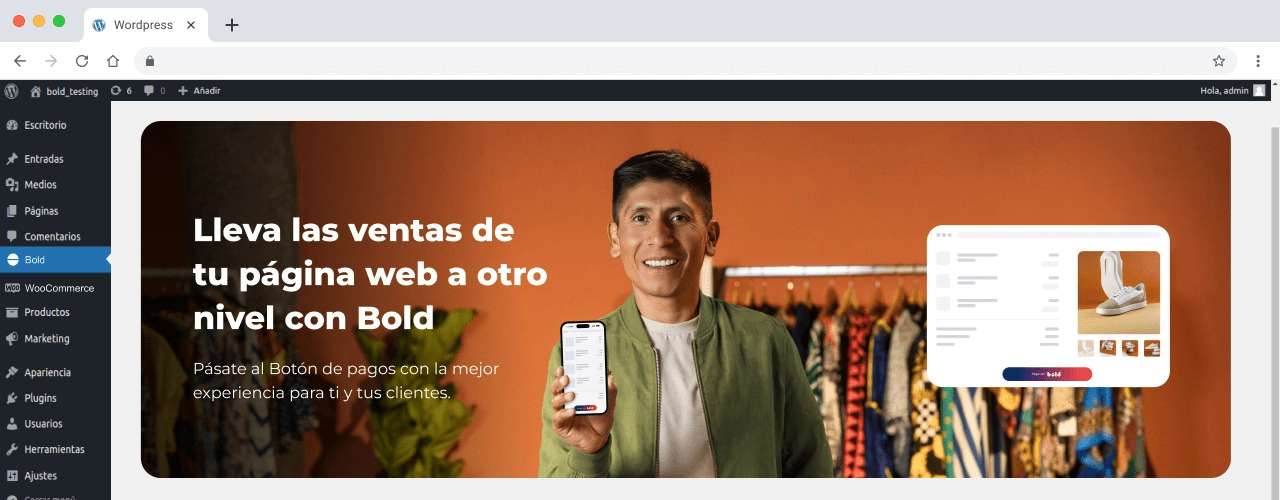 Wordpress
bold_testing
6
0
Añadir
Hola, admin
Escritorio
Entradas
Medios
Páginas
Comentarios
Bold
WooCommerce
Productos
Marketing
Apariencia
Plugins
Usuarios
Herramientas
Ajustes
Cerrar menú
Lleva las ventas de
tu página web a otro
nivel con Bold
Pásate al Botón de pagos con la mejor
experiencia para ti y tus clientes.
bold